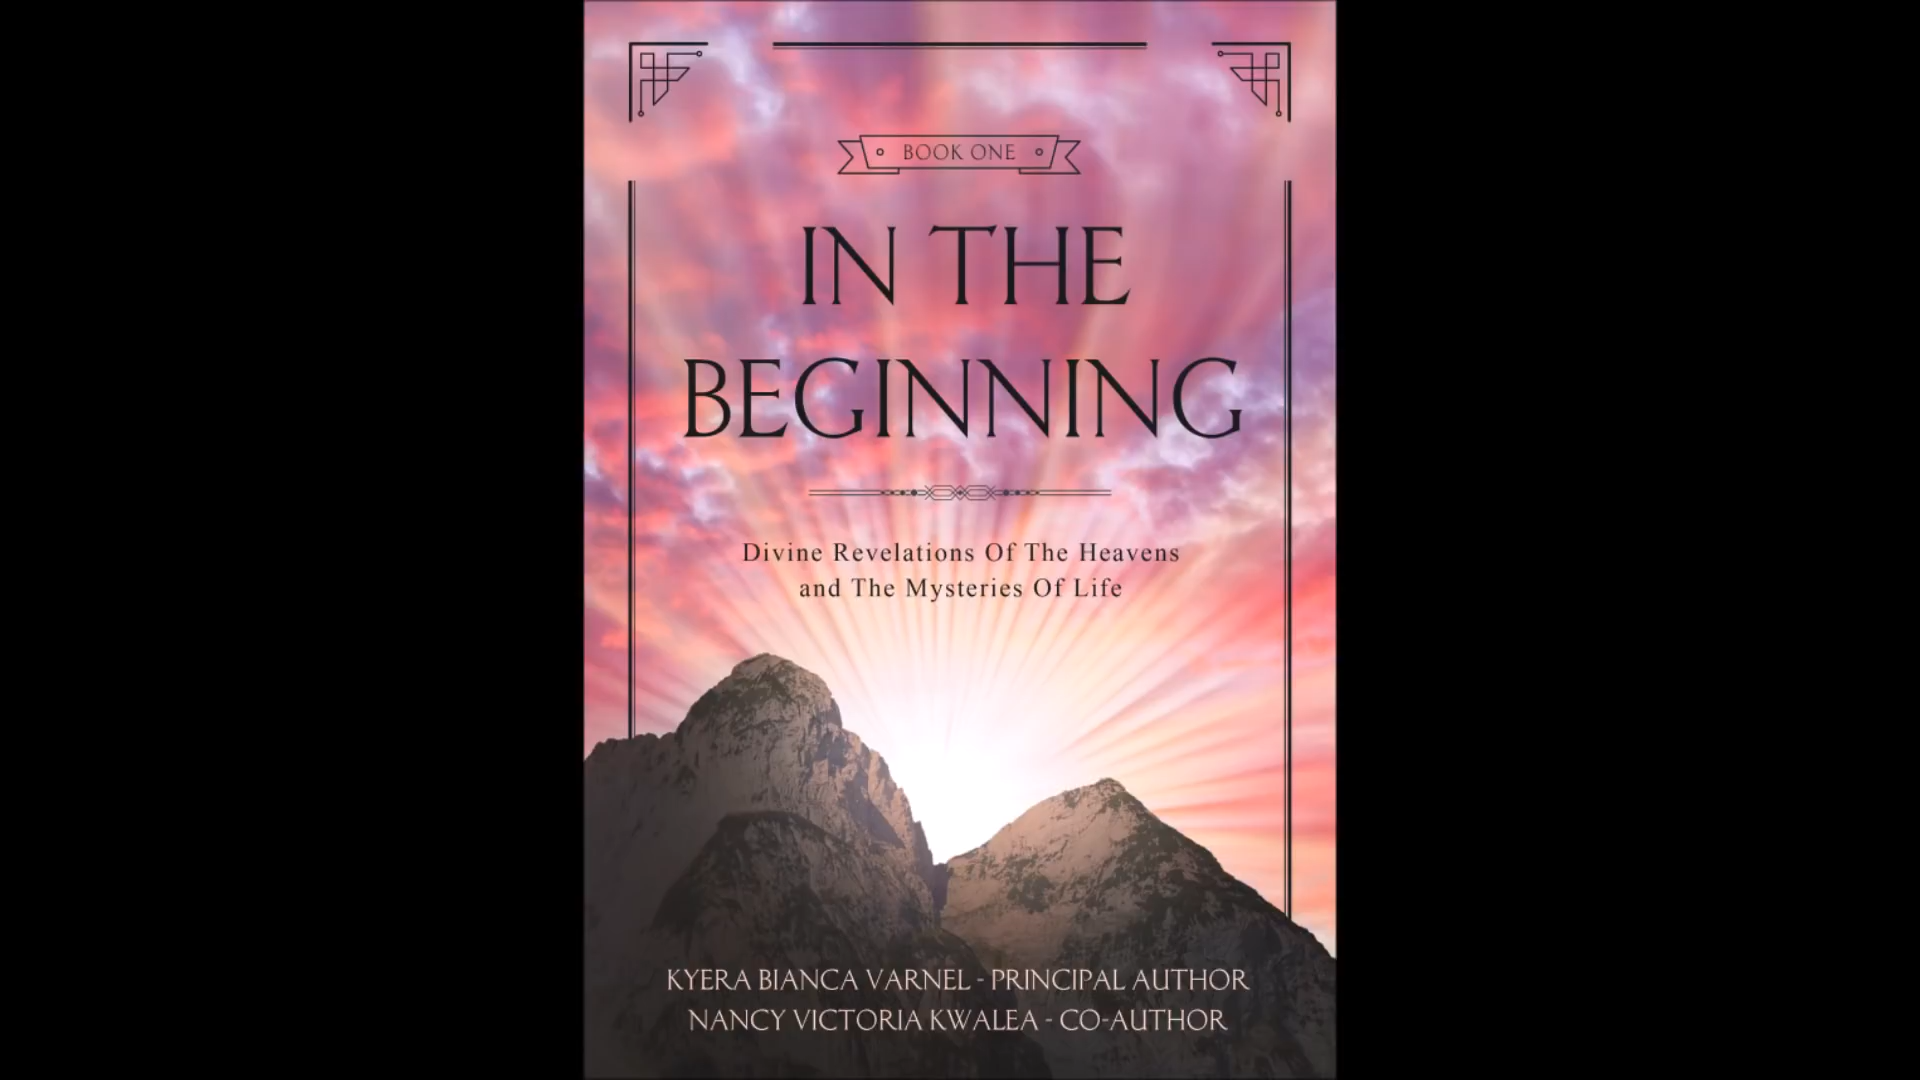 BOOK ONE
IN THE
BEGINNING
Divine Revelations Of The Heavens
and The Mysteries Of Life
KYERA BIANCA VARNEL - PRINCIPAL AUTHOR
NANCY VICTORIA KWALEA - CO-AUTHOR